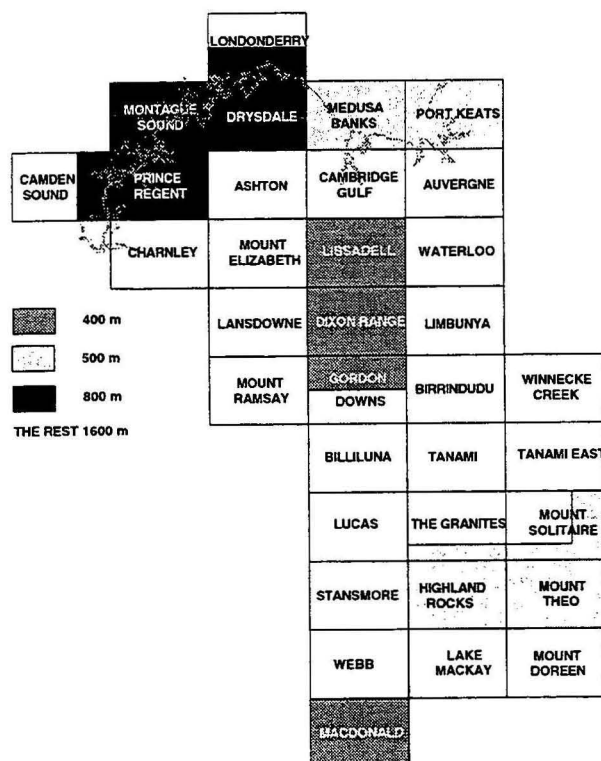 LONDONDERRY
MONTAGUE
SOUND
DRYSDALE
MEDUSA
BANKS
PORT KEATS
CAMDEN
SOUND
PRINCE
REGENT
ASHTON
CAMBRIDGE
GULF
AUVERGNE
CHARNLEY
MOUNT
ELIZABETH
LISSADELL
WATERLOO
400 m
500 m
800 m
THE REST 1600 m
LANSDOWNE
DIXON RANGE
LIMBUNYA
MOUNT
RAMSAY
GORDON
DOWNS
BIRRINDUDU
WINNECKE
CREEK
BILLILUNA
TANAMI
TANAMI EAST
LUCAS
THE GRANITES
MOUNT
SOLITAIRE
STANSMORE
HIGHLAND
ROCKS
MOUNT
THEO
WEBB
LAKE
MACKAY
MOUNT
DOREEN
MACDONALD